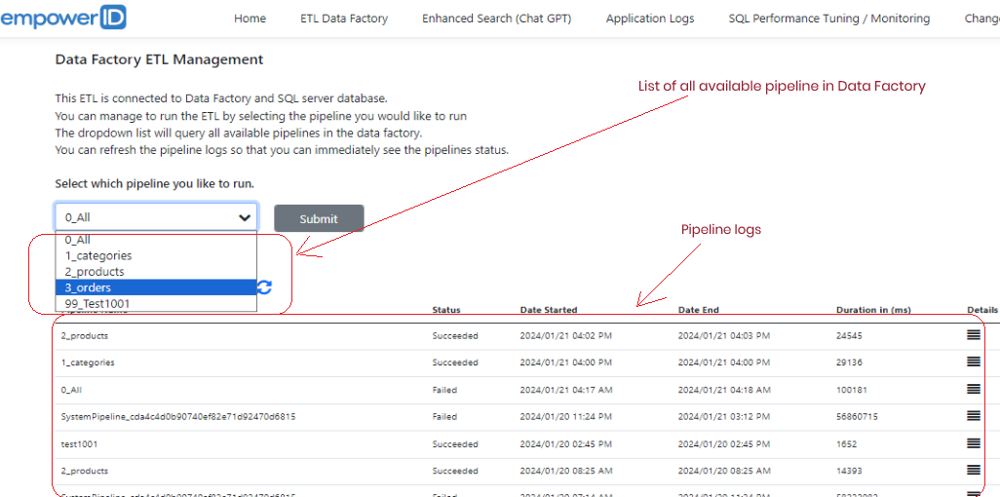 empowerID
Home ETL Data Factory Enhanced Search (Chat GPT) Application Logs SQL Performance Tuning / Monitoring Chang
Data Factory ETL Management
List of all available pipeline in Data Factory
This ETL is connected to Data Factory and SQL server database.
You can manage to run the ETL by selecting the pipeline you would like to run
The dropdown list will query all available pipelines in the data factory.
You can refresh the pipeline logs so that you can immediately see the pipelines status.
Select which pipeline you like to run.
0_All Submit
0_All
1_categories
2_products
3_orders
99_Test1001
Pipeline logs
Pipeline Name Status Date Started Date End Duration in (ms) Details
2_products Succeeded 2024/01/21 04:02 PM 2024/01/21 04:03 PM 24545
1_categories Succeeded 2024/01/21 04:00 PM 2024/01/21 04:00 PM 29136
0_All Failed 2024/01/21 04:17 AM 2024/01/21 04:18 AM 100181
SystemPipeline_cda4c4d0b90740ef82e71d92470d6815 Failed 2024/01/20 11:24 PM 2024/01/21 03:12 PM 56860715
test1001 Succeeded 2024/01/20 02:45 PM 2024/01/20 02:45 PM 1652
2_products Succeeded 2024/01/20 08:25 AM 2024/01/20 08:25 AM 14393